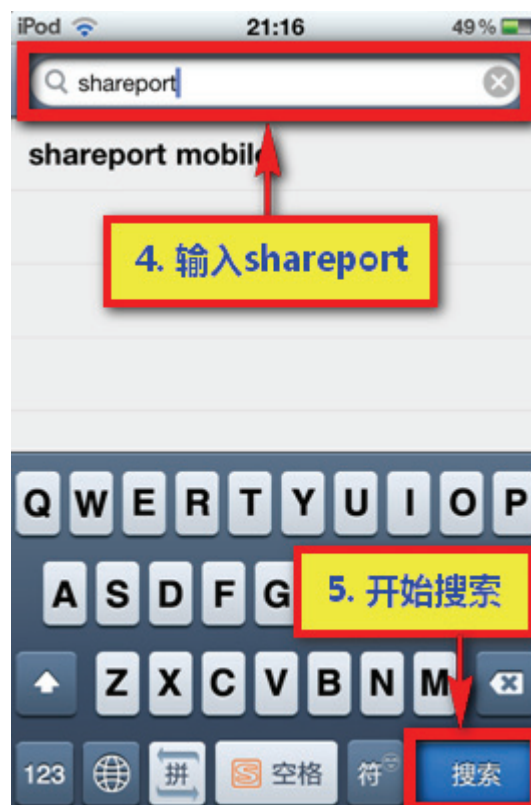 iPod 21:16 49%
shareport
shareport mobile
4. 输入shareport
Q W E R T Y U I O P
A S D F G
5. 开始搜索
Z X C V B N M
123 拼 空格 符 搜索